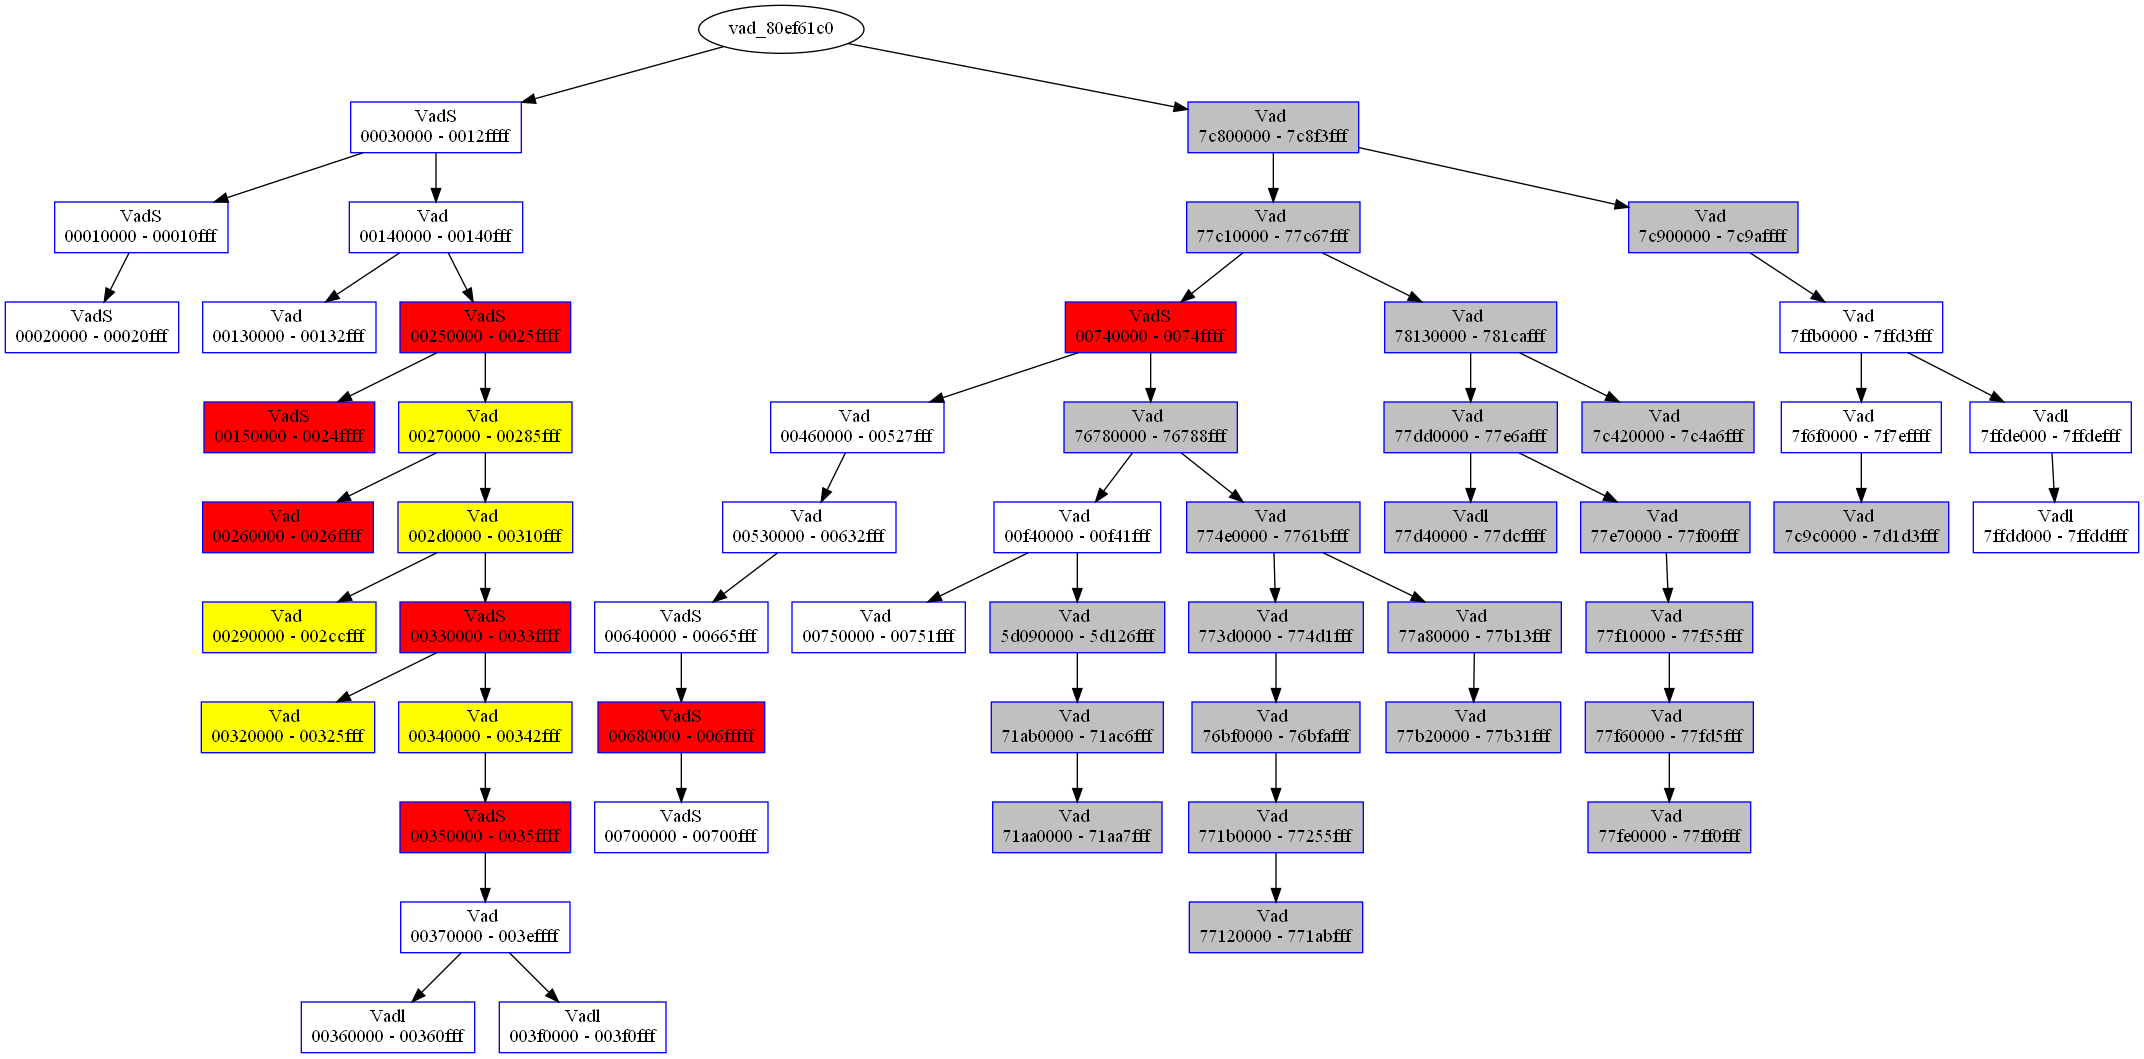 vad_80ef61c0
VadS
00030000 - 0012ffff
Vad
7c800000 - 7c8f3fff
VadS
00010000 - 00010fff
Vad
00140000 - 00140fff
Vad
77c10000 - 77c67fff
Vad
7c900000 - 7c9affff
VadS
00020000 - 00020fff
Vad
00130000 - 00132fff
VadS
00250000 - 0025ffff
VadS
00740000 - 0074ffff
Vad
78130000 - 781cafff
Vad
7ffb0000 - 7ffd3fff
VadS
00150000 - 0024ffff
Vad
00270000 - 00285fff
Vad
00460000 - 00527fff
Vad
76780000 - 76788fff
Vad
77dd0000 - 77e6afff
Vad
7c420000 - 7c4a6fff
Vad
7f6f0000 - 7f7effff
Vadl
7ffde000 - 7ffdefff
Vad
00260000 - 0026ffff
Vad
002d0000 - 00310fff
Vad
00530000 - 00632fff
Vad
00f40000 - 00f41fff
Vad
774e0000 - 7761bfff
Vadl
77d40000 - 77dcffff
Vad
77e70000 - 77f00fff
Vad
7c9c0000 - 7d1d3fff
Vadl
7ffdd000 - 7ffddfff
Vad
00290000 - 002ccfff
VadS
00330000 - 0033ffff
VadS
00640000 - 00665fff
Vad
00750000 - 00751fff
Vad
5d090000 - 5d126fff
Vad
773d0000 - 774d1fff
Vad
77a80000 - 77b13fff
Vad
77f10000 - 77f55fff
Vad
00320000 - 00325fff
Vad
00340000 - 00342fff
VadS
00680000 - 006fffff
Vad
71ab0000 - 71ac6fff
Vad
76bf0000 - 76bfafff
Vad
77b20000 - 77b31fff
Vad
77f60000 - 77fd5fff
VadS
00350000 - 0035ffff
VadS
00700000 - 00700fff
Vad
71aa0000 - 71aa7fff
Vad
771b0000 - 77255fff
Vad
77fe0000 - 77ff0fff
Vad
00370000 - 003effff
Vad
77120000 - 771abfff
Vadl
00360000 - 00360fff
Vadl
003f0000 - 003f0fff